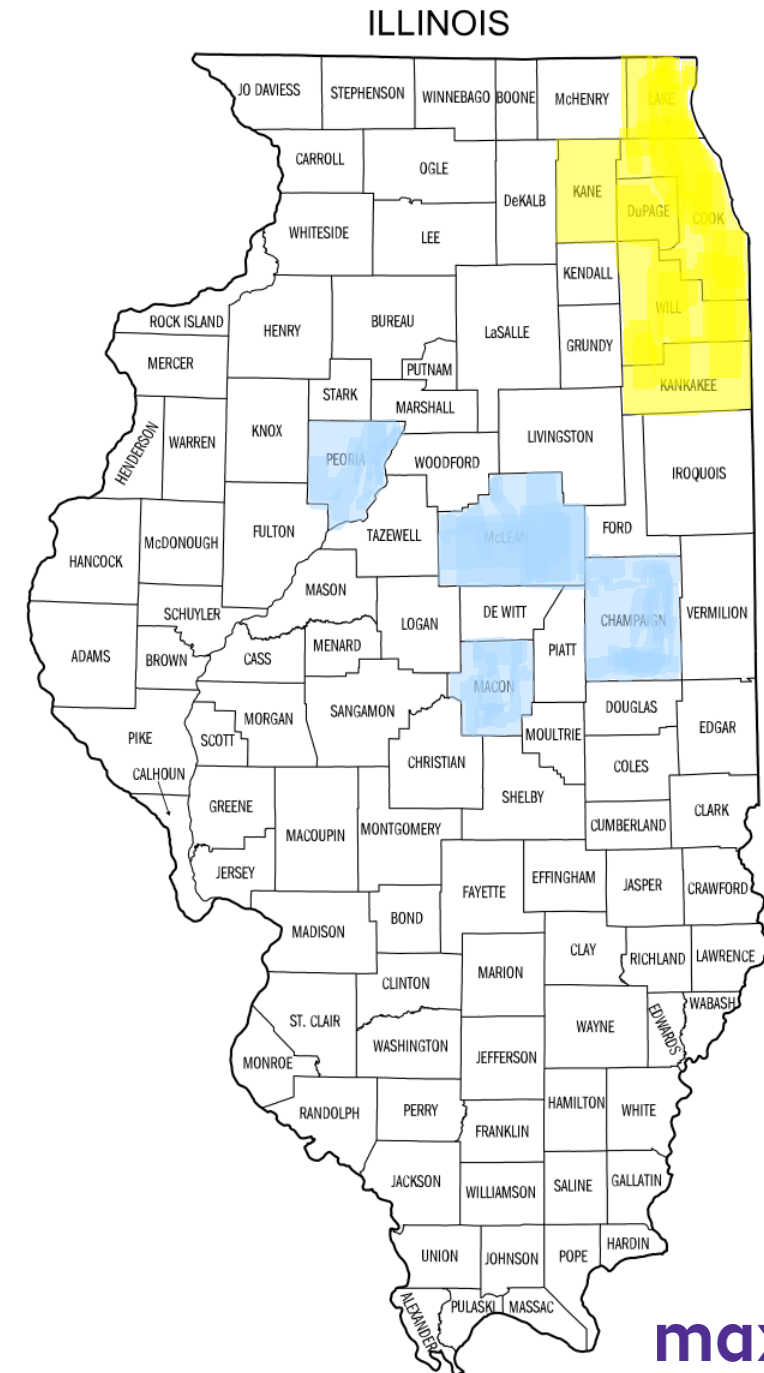 ILLINOIS
JO DAVIESS
STEPHENSON
WINNEBAGO
BOONE
McHENRY
LAKE
CARROLL
OGLE
DeKALB
KANE
DuPAGE
COOK
WHITESIDE
LEE
KENDALL
WILL
ROCK ISLAND
HENRY
BUREAU
LaSALLE
GRUNDY
MERCER
PUTNAM
KANKAKEE
STARK
MARSHALL
HENDERSON
WARREN
KNOX
PEORIA
WOODFORD
LIVINGSTON
IROQUOIS
HANCOCK
McDONOUGH
FULTON
TAZEWELL
McLEAN
FORD
MASON
SCHUYLER
LOGAN
DE WITT
CHAMPAIGN
VERMILION
ADAMS
BROWN
CASS
MENARD
PIATT
MACON
SANGAMON
DOUGLAS
PIKE
SCOTT
MORGAN
CHRISTIAN
MOULTRIE
EDGAR
CALHOUN
COLES
GREENE
SHELBY
MACOUPIN
MONTGOMERY
CUMBERLAND
CLARK
JERSEY
FAYETTE
EFFINGHAM
JASPER
CRAWFORD
MADISON
BOND
CLAY
RICHLAND
LAWRENCE
CLINTON
MARION
WABASH
ST. CLAIR
WAYNE
EDWARDS
WASHINGTON
JEFFERSON
MONROE
RANDOLPH
PERRY
HAMILTON
WHITE
FRANKLIN
JACKSON
WILLIAMSON
SALINE
GALLATIN
UNION
JOHNSON
POPE
HARDIN
ALEXANDER
PULASKI
MASSAC
max